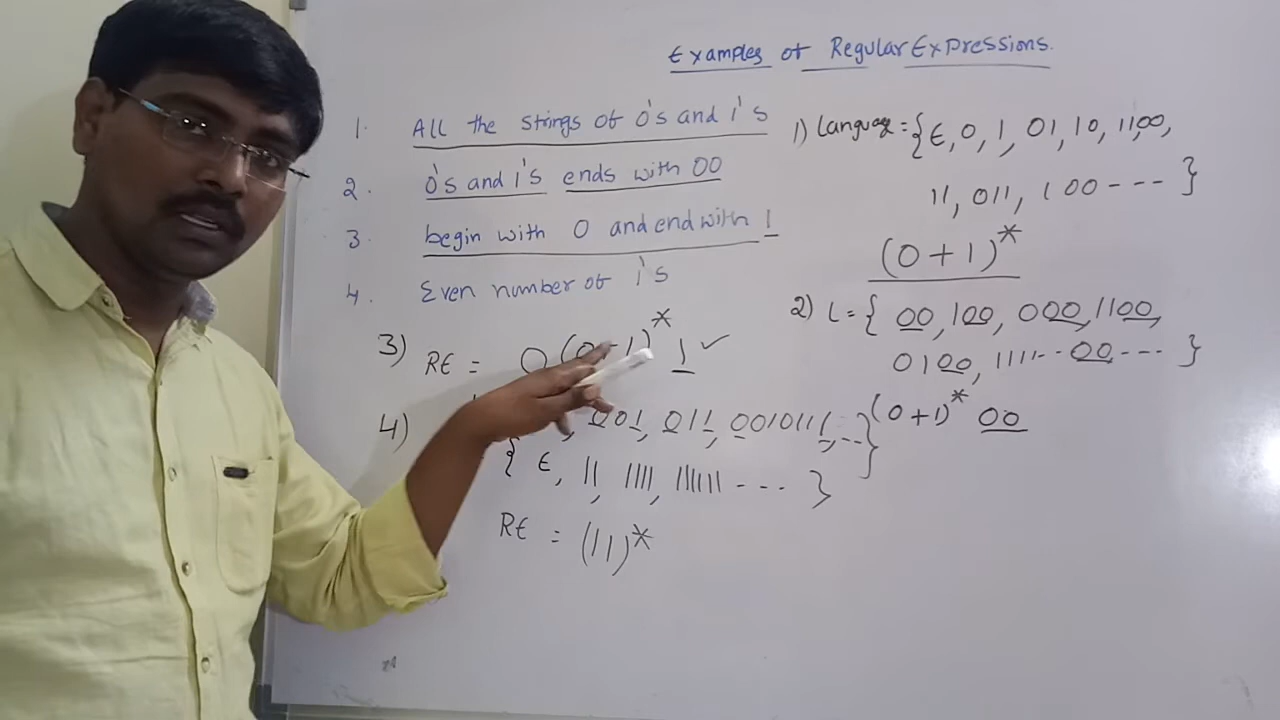 Examples of Regular Expressions.
1. All the strings of 0's and 1's
2. 0's and 1's ends with 00
3. begin with 0 and end with 1
4. Even number of 1's
1) Language = {ϵ, 0, 1, 01, 10, 1100,
11, 011, 100 - - - }
(0 + 1)*
2) L = { 00, 100, 000, 1100,
0100, 1111 - - 00 - - - }
(0+1)* 00
3) RE = 0 (0+1)* 1 ✓
001, 011, 0010111, - - }
4) { ϵ, 11, 1111, 111111 - - - }
RE = (11)*